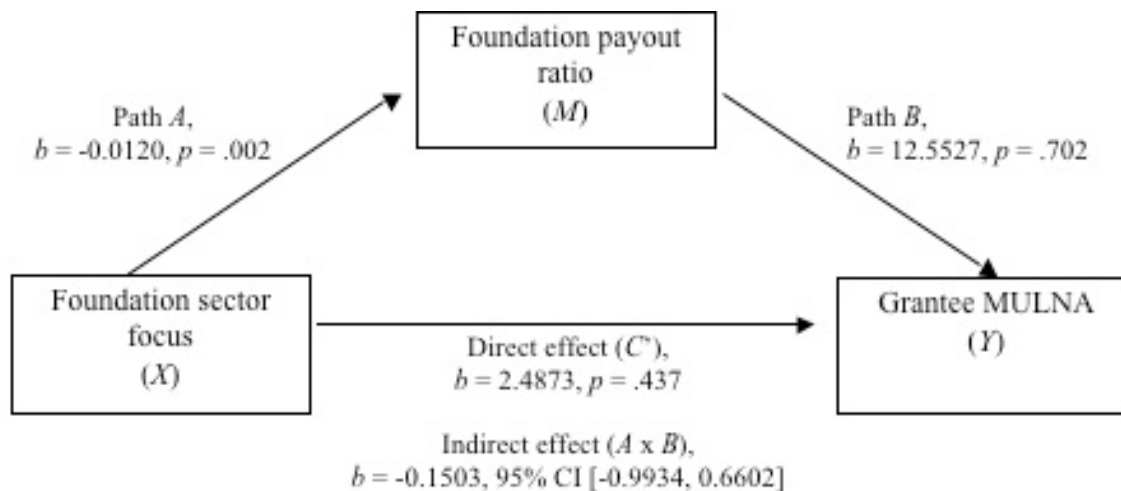 Foundation payout
ratio
(M)
Path A,
b = -0.0120, p = .002
Path B,
b = 12.5527, p = .702
Foundation sector
focus
(X)
Grantee MULNA
(Y)
Direct effect (C'),
b = 2.4873, p = .437
Indirect effect (A x B),
b = -0.1503, 95% CI [-0.9934, 0.6602]